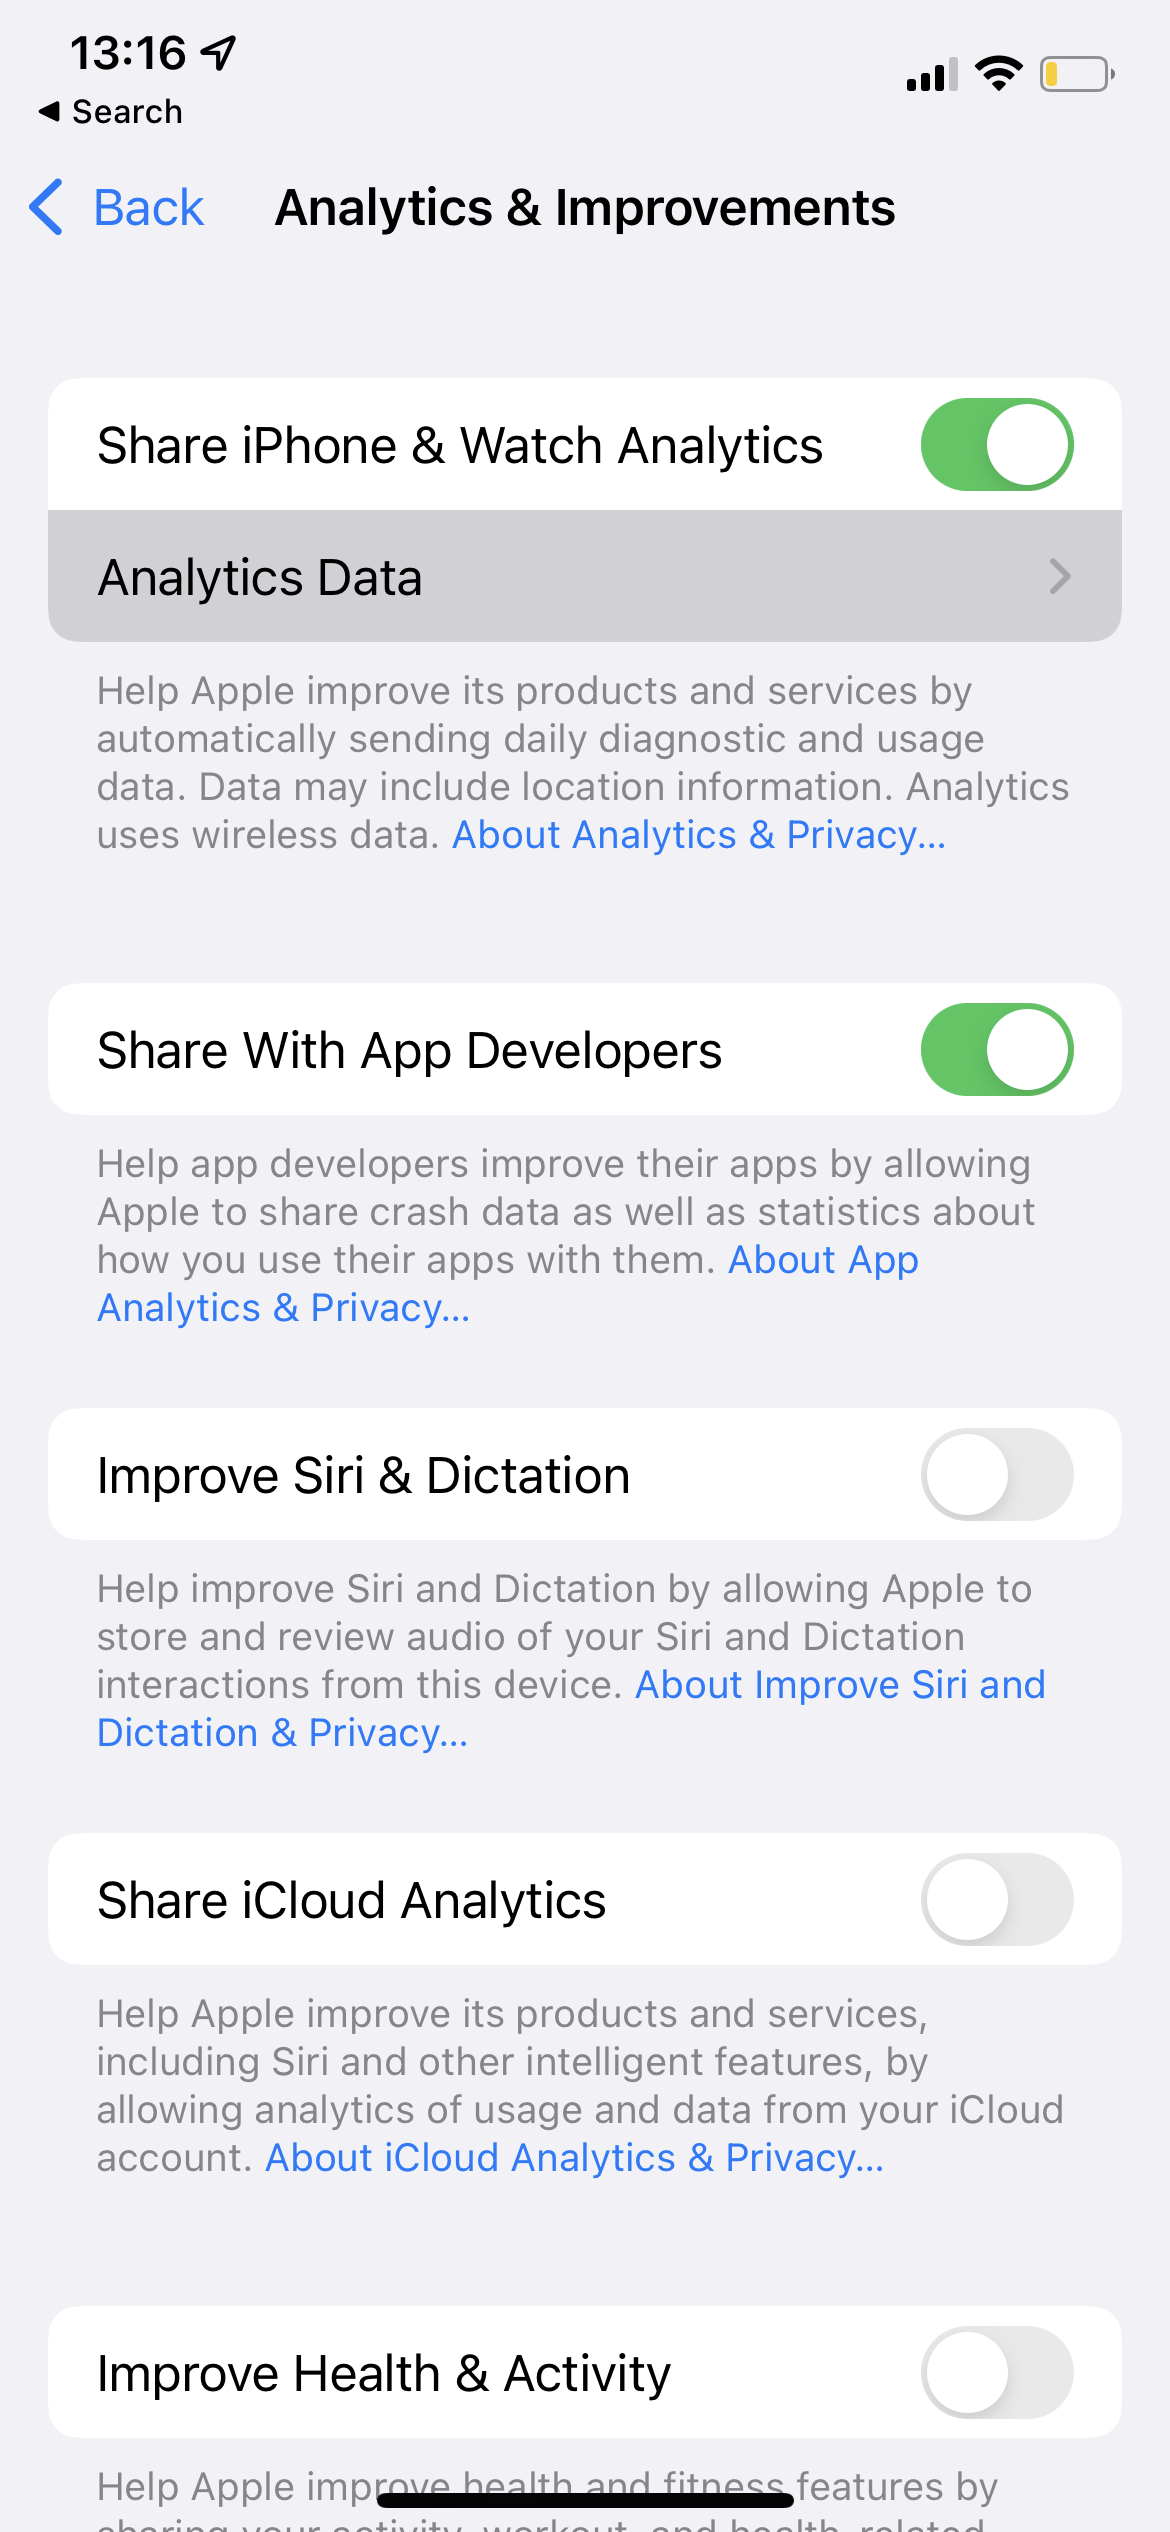 13:16
Search
Back
Analytics & Improvements
Share iPhone & Watch Analytics
Analytics Data
Help Apple improve its products and services by
automatically sending daily diagnostic and usage
data. Data may include location information. Analytics
uses wireless data. About Analytics & Privacy...
Share With App Developers
Help app developers improve their apps by allowing
Apple to share crash data as well as statistics about
how you use their apps with them. About App
Analytics & Privacy...
Improve Siri & Dictation
Help improve Siri and Dictation by allowing Apple to
store and review audio of your Siri and Dictation
interactions from this device. About Improve Siri and
Dictation & Privacy...
Share iCloud Analytics
Help Apple improve its products and services,
including Siri and other intelligent features, by
allowing analytics of usage and data from your iCloud
account. About iCloud Analytics & Privacy...
Improve Health & Activity
Help Apple improve health and fitness features by
sharing your activity, workout, and health-related